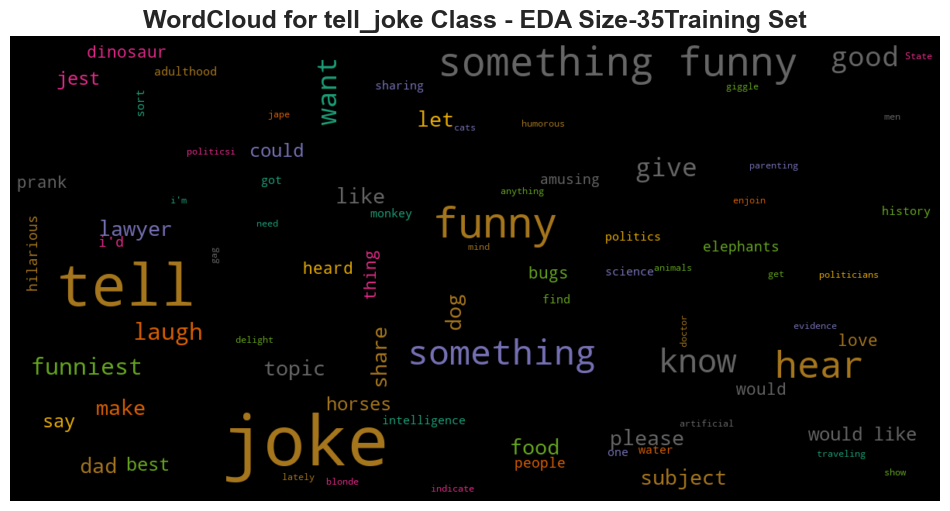 WordCloud for tell_joke Class - EDA Size-35Training Set
dinosaur
something funny
good
State
jest
adulthood
want
sharing
giggle
sort
jape
let
cats
humorous
men
politicsi
could
prank
got
like
amusing
give
parenting
anything
i'm
monkey
enjoin
history
hilarious
lawyer
i'd
need
funny
mind
politics
elephants
gag
tell
heard
thing
bugs
science
animals
get
politicians
find
dog
laugh
delight
share
something
doctor
evidence
love
funniest
topic
know
hear
would
make
horses
say
joke
intelligence
artificial
please
would like
food
one
water
traveling
dad
best
people
subject
show
lately
blonde
indicate